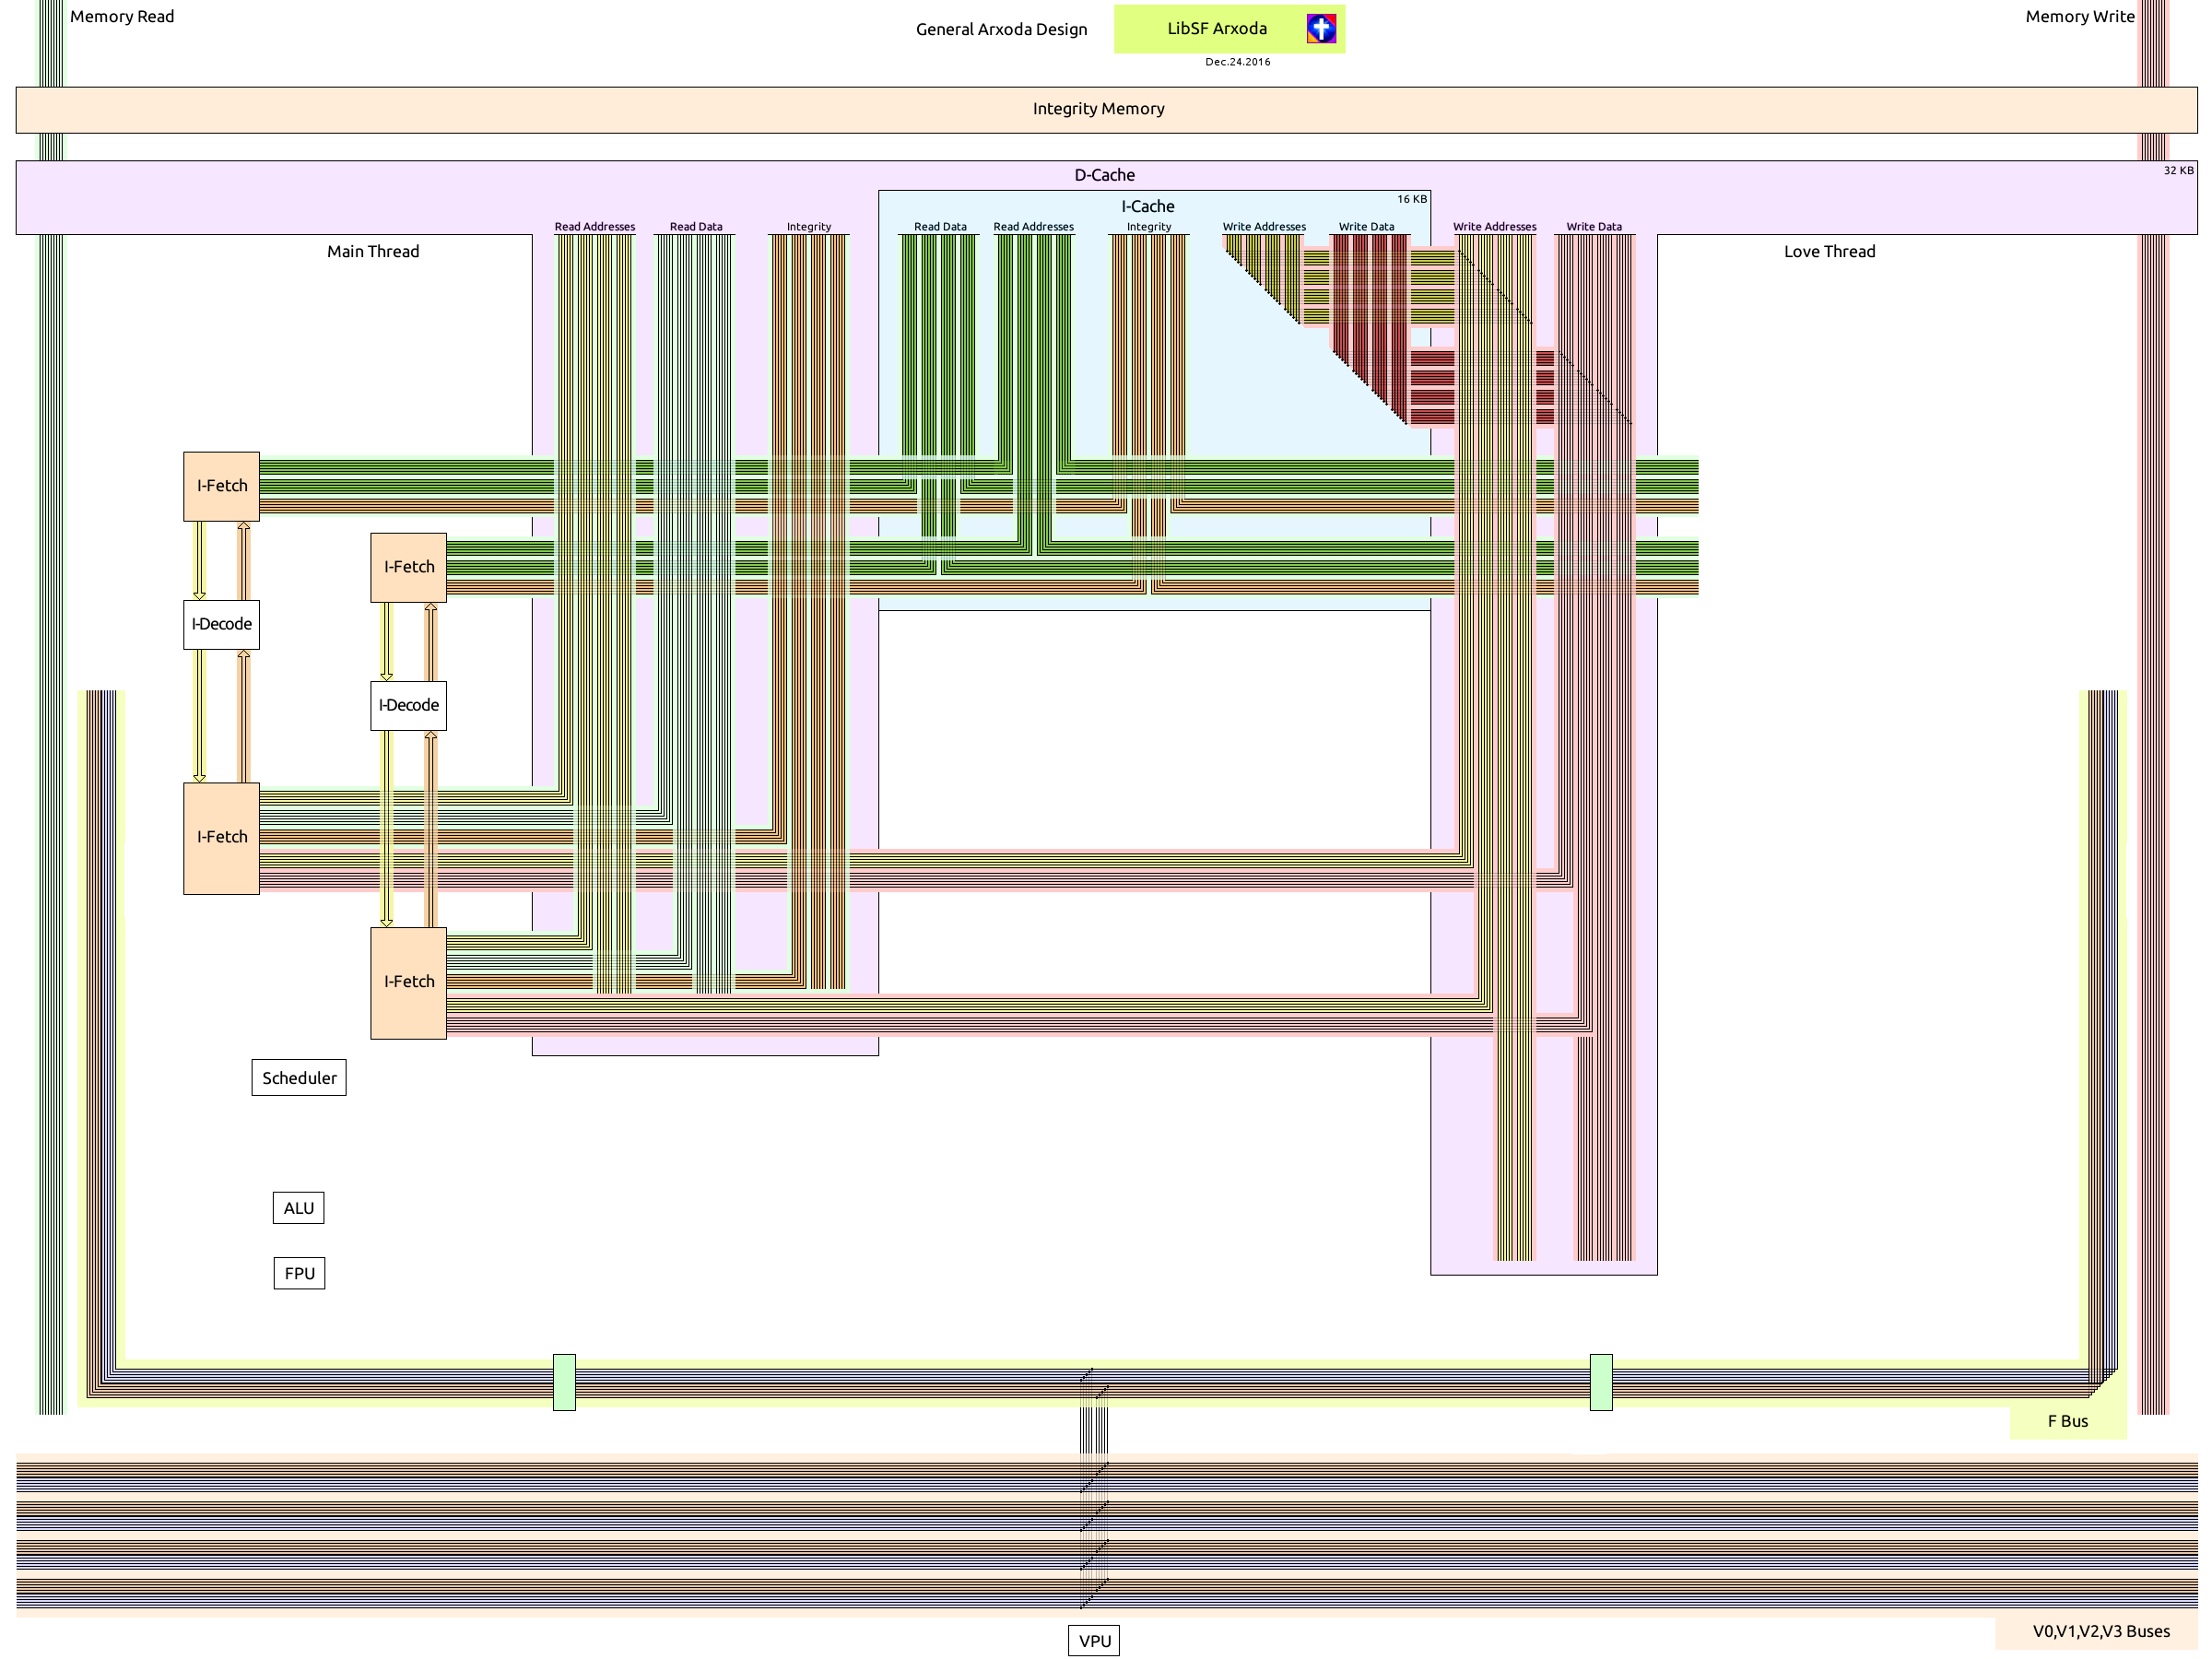 Memory Read
General Arxoda Design
LibSF Arxoda
Memory Write
Dec.24.2016
Integrity Memory
D-Cache
32 KB
I-Cache
16 KB
Read Addresses
Read Data
Integrity
Read Data
Read Addresses
Integrity
Write Addresses
Write Data
Write Addresses
Write Data
Main Thread
Love Thread
I-Fetch
I-Fetch
I-Decode
I-Decode
I-Fetch
I-Fetch
Scheduler
ALU
FPU
F Bus
V0,V1,V2,V3 Buses
VPU